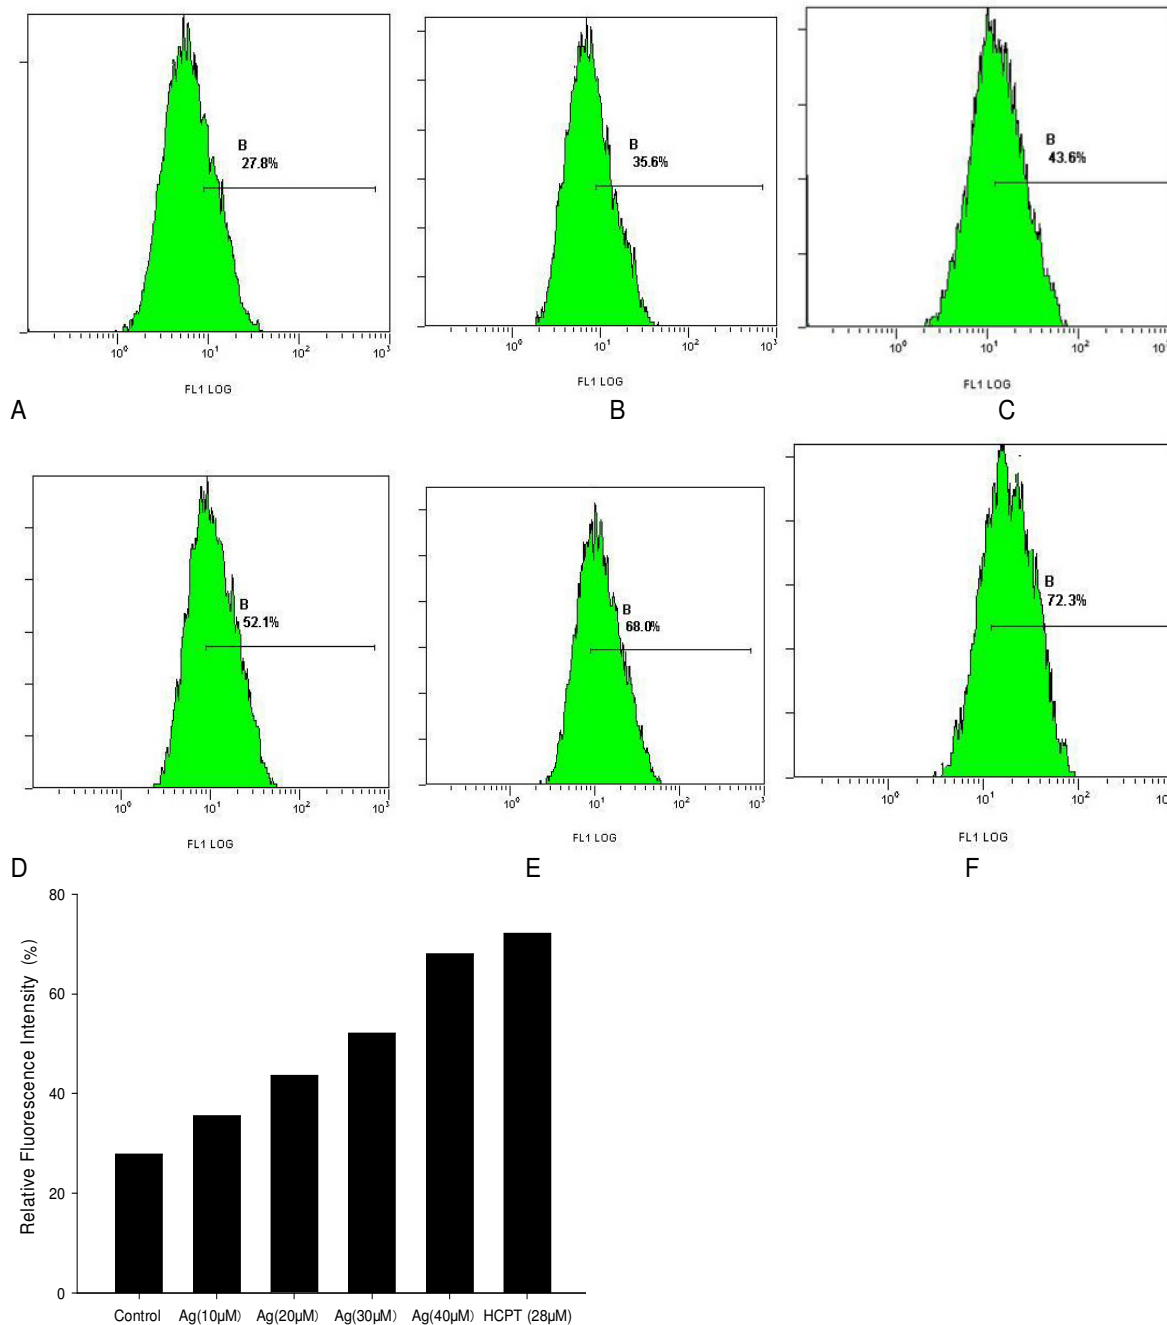 B
27.8%
10⁰ 10¹ 10² 10³
FL1 LOG
A
B
35.6%
10⁰ 10¹ 10² 10³
FL1 LOG
B
B
43.6%
10⁰ 10¹ 10² 10
FL1 LOG
C
B
52.1%
10⁰ 10¹ 10² 10³
FL1 LOG
D
B
68.0%
10⁰ 10¹ 10² 10³
FL1 LOG
E
B
72.3%
10⁰ 10¹ 10² 10
FL1 LOG
F
Relative Fluorescence Intensity (%)
80
60
40
20
0
Control Ag(10μM) Ag(20μM) Ag(30μM) Ag(40μM) HCPT (28μM)